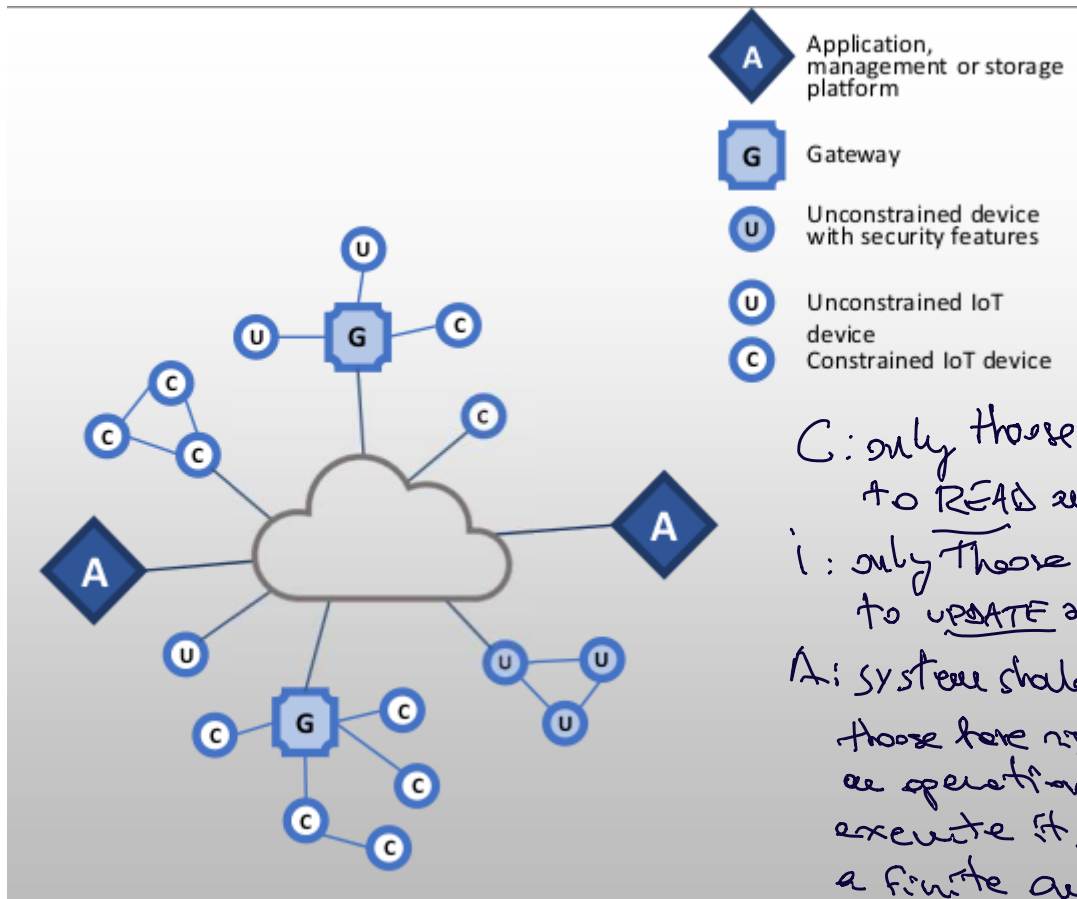 A
Application,
management or storage
platform
G
Gateway
U
Unconstrained device
with security features
U
Unconstrained IoT
device
C
Constrained IoT device
U
U
G
C
C
C
C
C
A
A
U
U
U
U
C
G
C
C
C
C
C: only those
to READ
i: only those
to UPDATE
A: system
those
operation
execute it
a finite